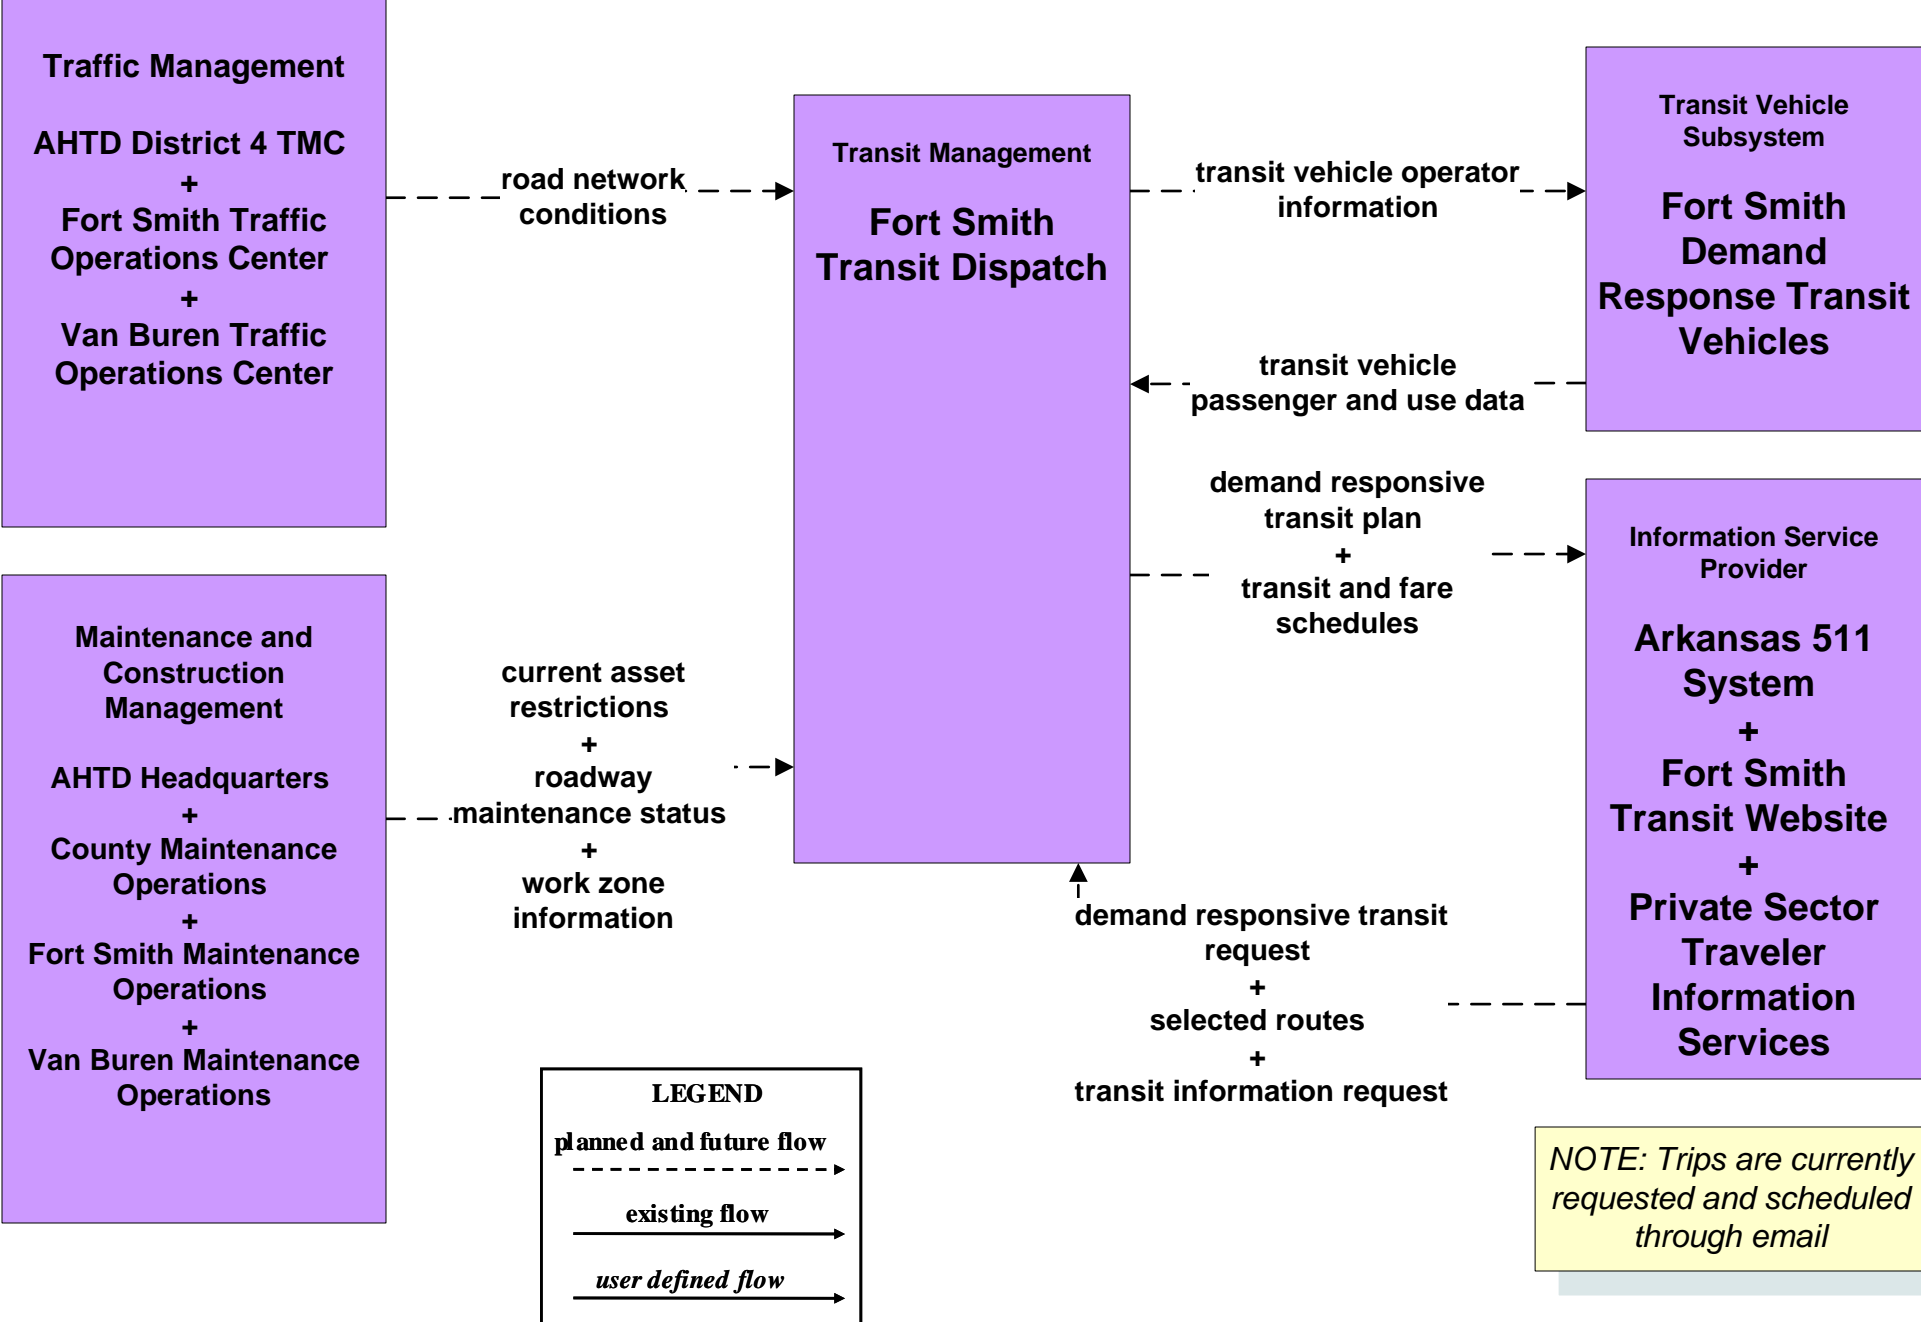 Traffic Management
AHTD District 4 TMC
+
Fort Smith Traffic
Operations Center
+
Van Buren Traffic
Operations Center
road network
conditions
Transit Management
Fort Smith
Transit Dispatch
transit vehicle operator
information
Transit Vehicle
Subsystem
Fort Smith
Demand
Response Transit
Vehicles
transit vehicle
passenger and use data
demand responsive
transit plan
+
transit and fare
schedules
Information Service
Provider
Arkansas 511
System
+
Fort Smith
Transit Website
+
Private Sector
Traveler
Information
Services
Maintenance and
Construction
Management
AHTD Headquarters
+
County Maintenance
Operations
+
Fort Smith Maintenance
Operations
+
Van Buren Maintenance
Operations
current asset
restrictions
+
roadway
maintenance status
+
work zone
information
demand responsive transit
request
+
selected routes
+
transit information request
LEGEND
planned and future flow
existing flow
user defined flow
NOTE: Trips are currently
requested and scheduled
through email